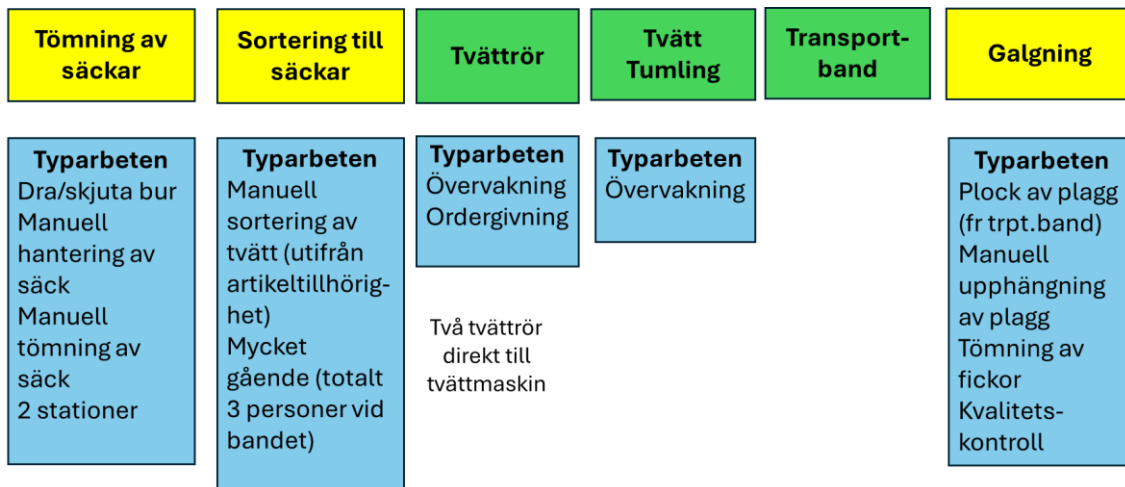 Tömning av
säckar
Sortering till
säckar
Tvättrör
Tvätt
Tumling
Transport-
band
Galgning
Typarbeten
Dra/skjuta bur
Manuell
hantering av
säck
Manuell
tömning av
säck
2 stationer
Typarbeten
Manuell
sortering av
tvätt (utifrån
artikeltillhörig-
het)
Mycket
gående (totalt
3 personer vid
bandet)
Typarbeten
Övervakning
Ordergivning
Två tvättrör
direkt till
tvättmaskin
Typarbeten
Övervakning
Typarbeten
Plock av plagg
(fr trpt.band)
Manuell
upphängning
av plagg
Tömning av
fickor
Kvalitets-
kontroll